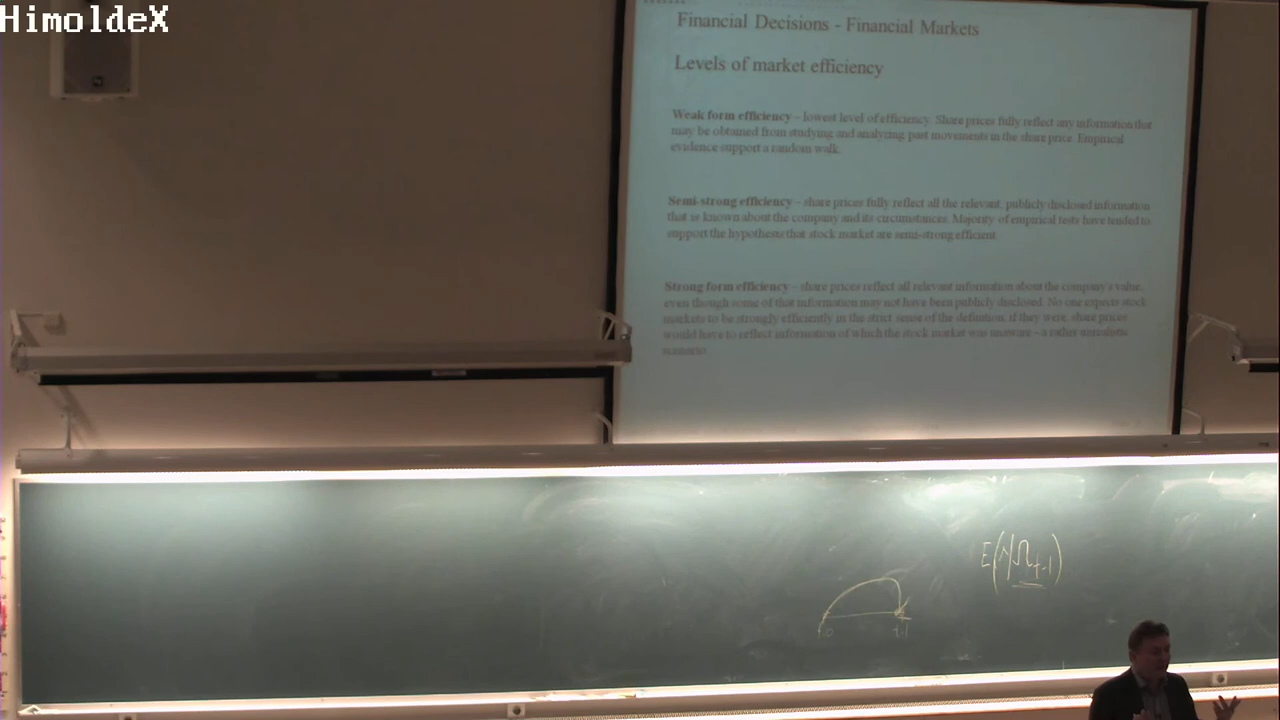 HimoldeX
Financial Decisions - Financial Markets
Levels of market efficiency
Weak form efficiency – lowest level of efficiency. Share prices fully reflect any information that
may be obtained from studying and analyzing past movements in the share price. Empirical
evidence support a random walk.
Semi-strong efficiency – share prices fully reflect all the relevant, publicly disclosed information
that is known about the company and its circumstances. Majority of empirical tests have tended to
support the hypothesis that stock market are semi-strong efficient.
Strong form efficiency – share prices reflect all relevant information about the company's value,
even though some of that information may not have been publicly disclosed. No one expects stock
markets to be strongly efficiently in the strict sense of the definition; if they were, share prices
would have to reflect information of which the stock market was unaware – a rather unrealistic
scenario.